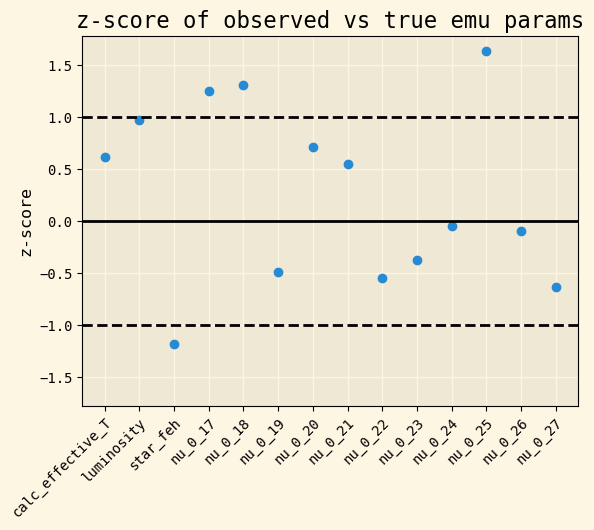 z-score of observed vs true emu params
z-score
1.5
1.0
0.5
0.0
−0.5
−1.0
−1.5
calc_effective_T
luminosity
star_feh
nu_0_17
nu_0_18
nu_0_19
nu_0_20
nu_0_21
nu_0_22
nu_0_23
nu_0_24
nu_0_25
nu_0_26
nu_0_27